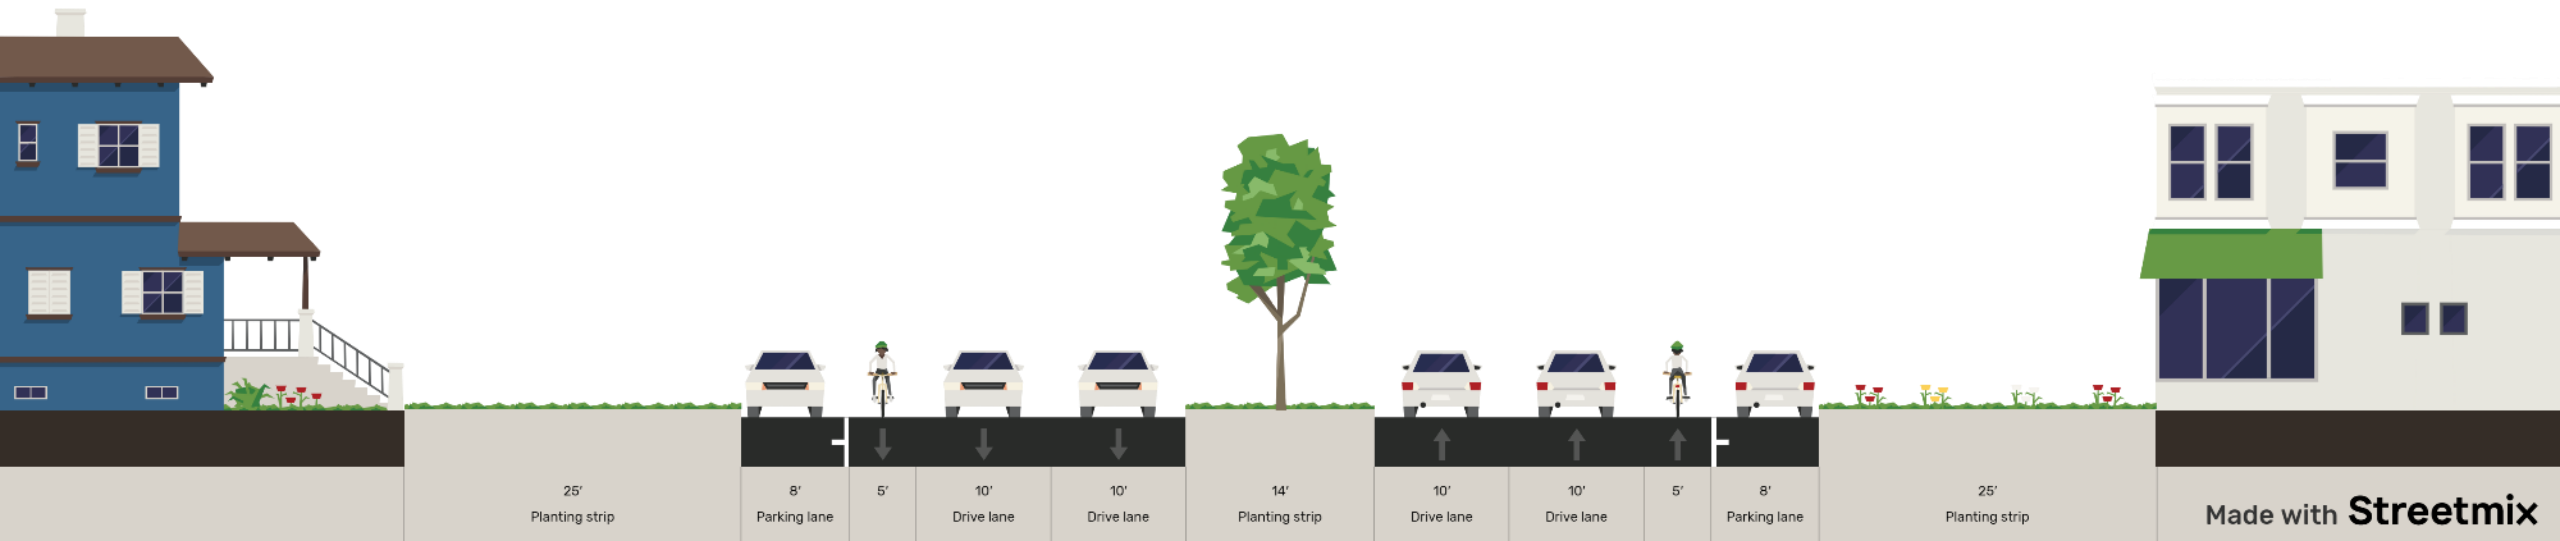 25′ 8′ 5′ 10′ 10′ 14′ 10′ 10′ 5′ 8′ 25′
Planting strip Parking lane Drive lane Drive lane Planting strip Drive lane Drive lane Parking lane Planting strip
Made with Streetmix